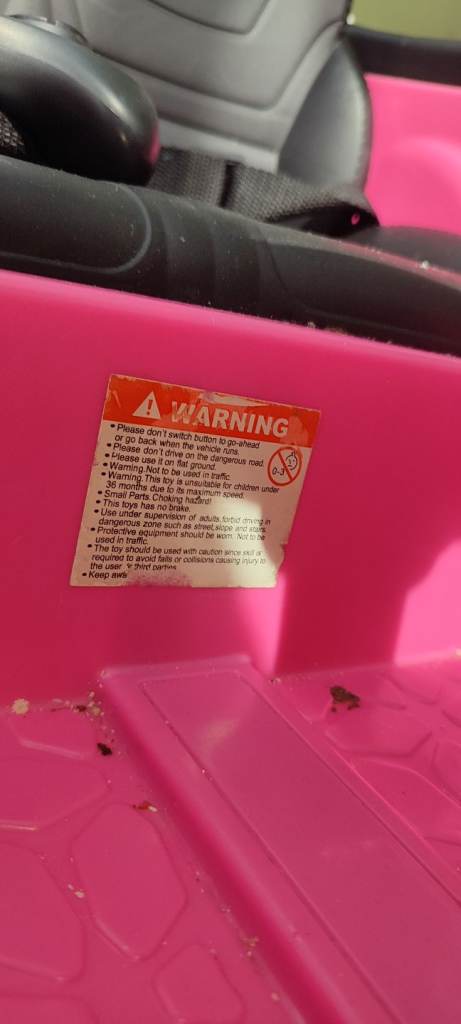 WARNING
• Please don't switch button to go-ahead
or go back when the vehicle runs.
• Please don't drive on the dangerous road.
• Please use it on flat ground.
• Warning.Not to be used in traffic.
• Warning.This toy is unsuitable for children under
36 months due to its maximum speed.
0-3
• Small Parts. Choking hazard!
• This toys has no brake.
• Use under supervision of adults,forbid driving in
dangerous zone such as street,slope and stairs.
• Protective equipment should be worn. Not to be
used in traffic.
• The toy should be used with caution since skill is
required to avoid falls or collisions causing injury to
the user third parties
• Keep